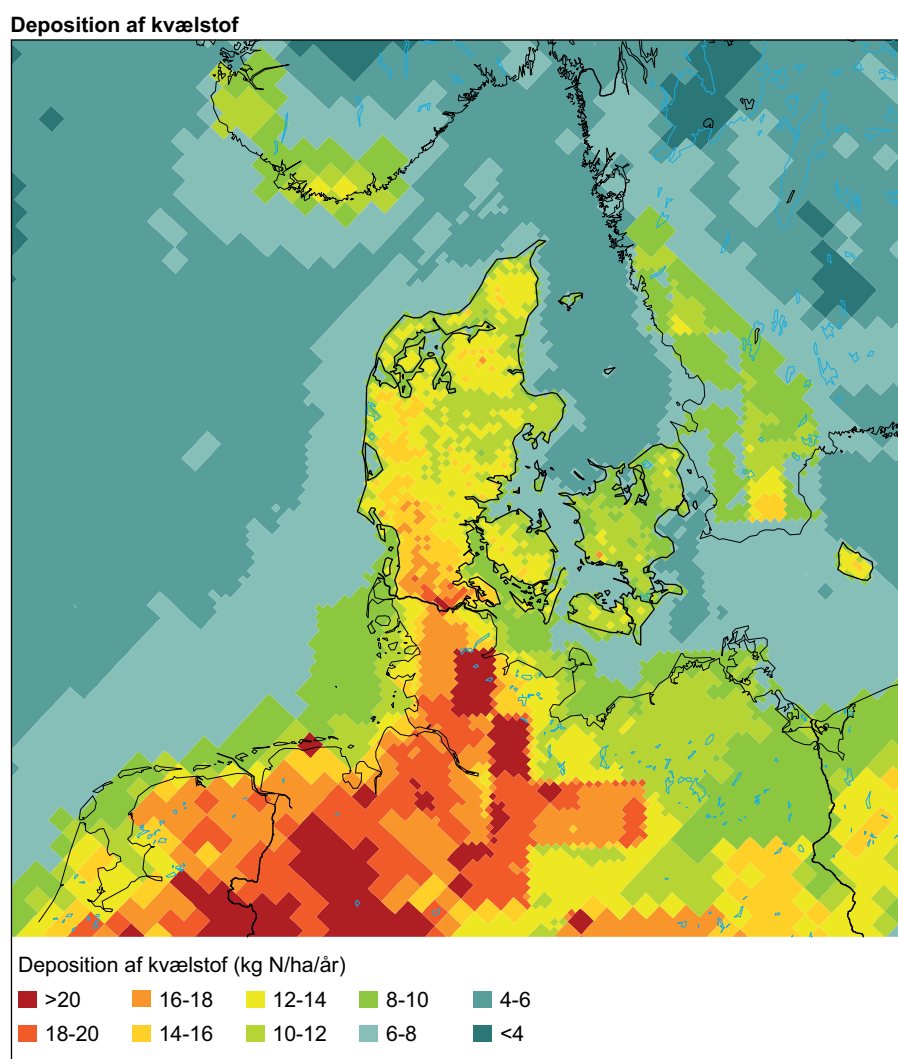 Deposition af kvælstof
Deposition af kvælstof (kg N/ha/år)
>20 16-18 12-14 8-10 4-6
18-20 14-16 10-12 6-8 <4